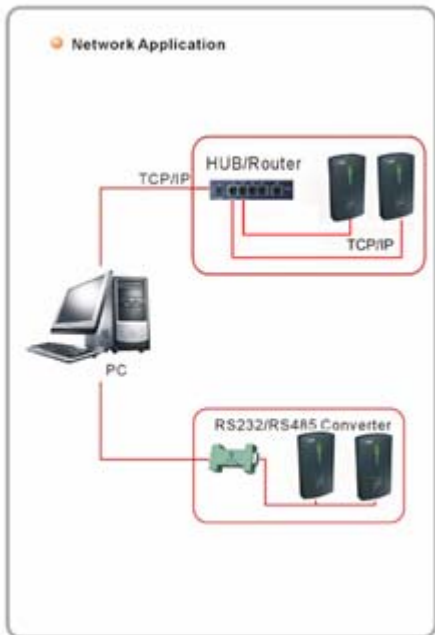 Network Application
HUB/Router
TCP/IP
TCP/IP
PC
RS232/RS485 Converter